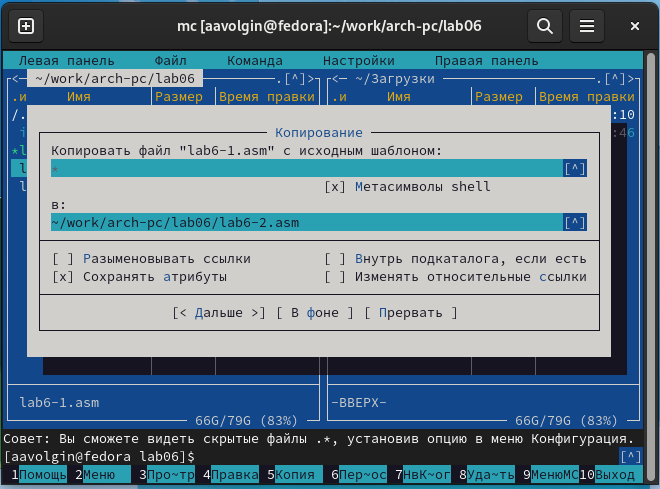 mc [aavolgin@fedora]:~/work/arch-pc/lab06
Левая панель Файл Команда Настройки Правая панель
<─ ~/work/arch-pc/lab06 .[^]> <─ ~/Загрузки .[^]>
.и Имя Размер Время правки .и Имя Размер Время правки
/. :10
:46
Копирование
Копировать файл "lab6-1.asm" с исходным шаблоном:
* [^]
[x] Метасимволы shell
в:
~/work/arch-pc/lab06/lab6-2.asm [^]
[ ] Разыменовывать ссылки [ ] Внутрь подкаталога, если есть
[x] Сохранять атрибуты [ ] Изменять относительные ссылки
[< Дальше >] [ В фоне ] [ Прервать ]
lab6-1.asm -ВВЕРХ-
66G/79G (83%) 66G/79G (83%)
Совет: Вы сможете видеть скрытые файлы .*, установив опцию в меню Конфигурация.
[aavolgin@fedora lab06]$ [^]
1Помощь 2Меню 3Про~тр 4Правка 5Копия 6Пер~ос 7НвК~ог 8Уда~ть 9МенюМС 10Выход